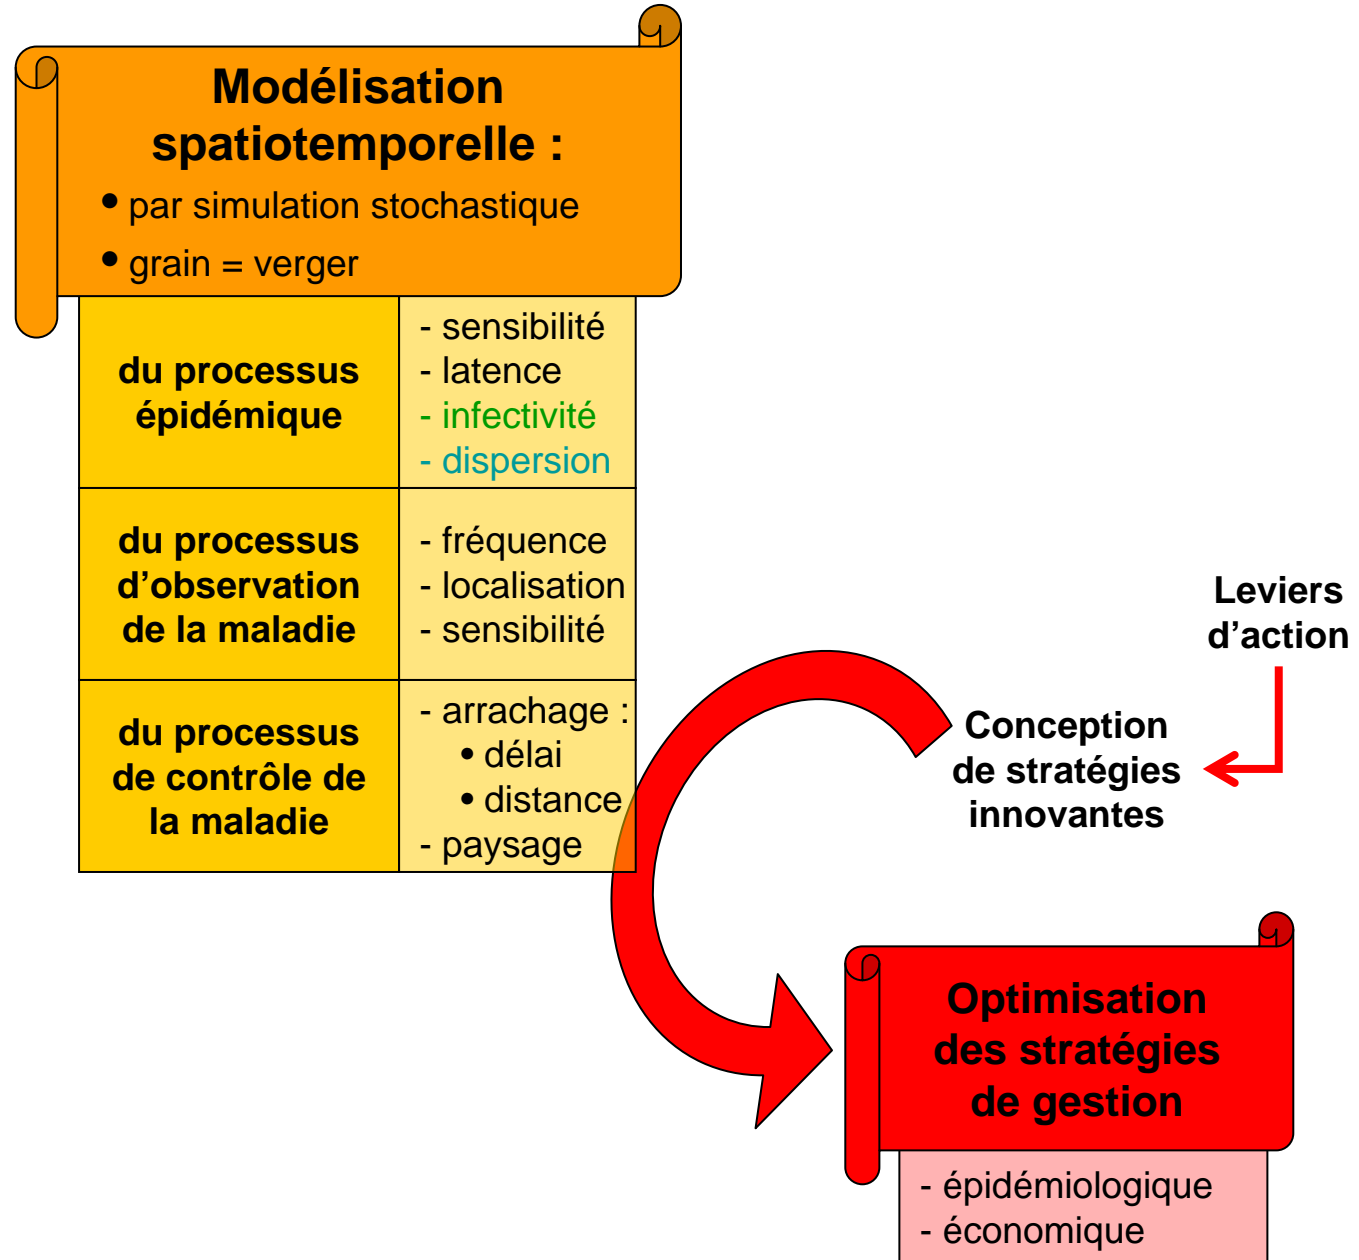 Modélisation
spatiotemporelle :
• par simulation stochastique
• grain = verger
du processus
épidémique
- sensibilité
- latence
- infectivité
- dispersion
du processus
d’observation
de la maladie
- fréquence
- localisation
- sensibilité
du processus
de contrôle de
la maladie
- arrachage :
• délai
• distance
- paysage
Leviers
d’action
Conception
de stratégies
innovantes
Optimisation
des stratégies
de gestion
- épidémiologique
- économique